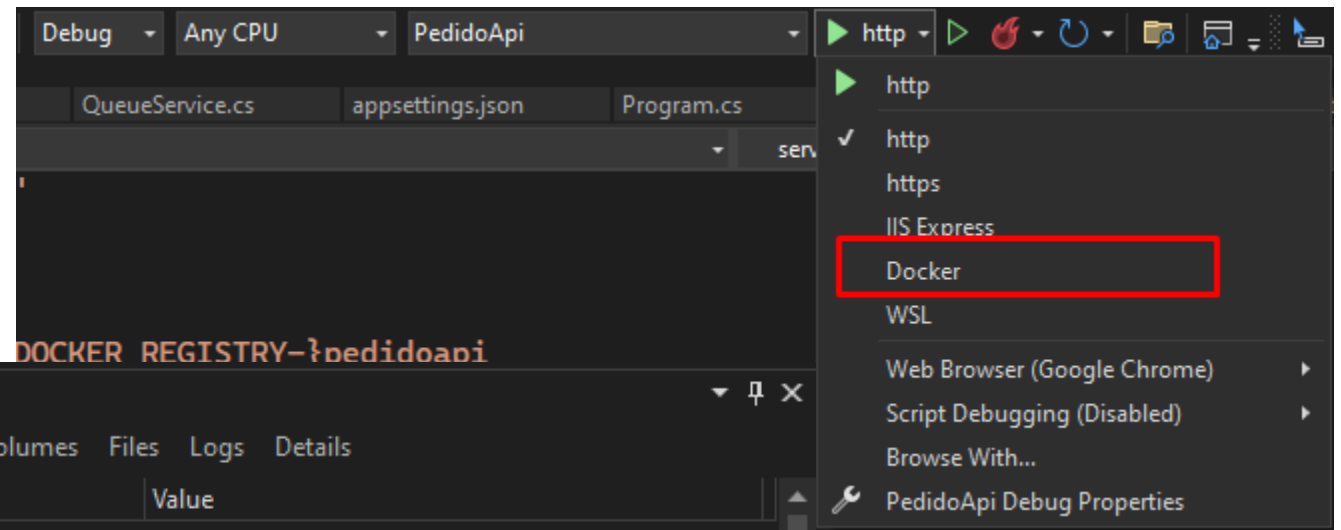 Debug Any CPU PedidoApi http
QueueService.cs appsettings.json Program.cs
http
http
https
IIS Express
Docker
WSL
DOCKER_REGISTRY-}pedidoapi
Web Browser (Google Chrome)
Script Debugging (Disabled)
Browse With...
PedidoApi Debug Properties
Files Logs Details
Value